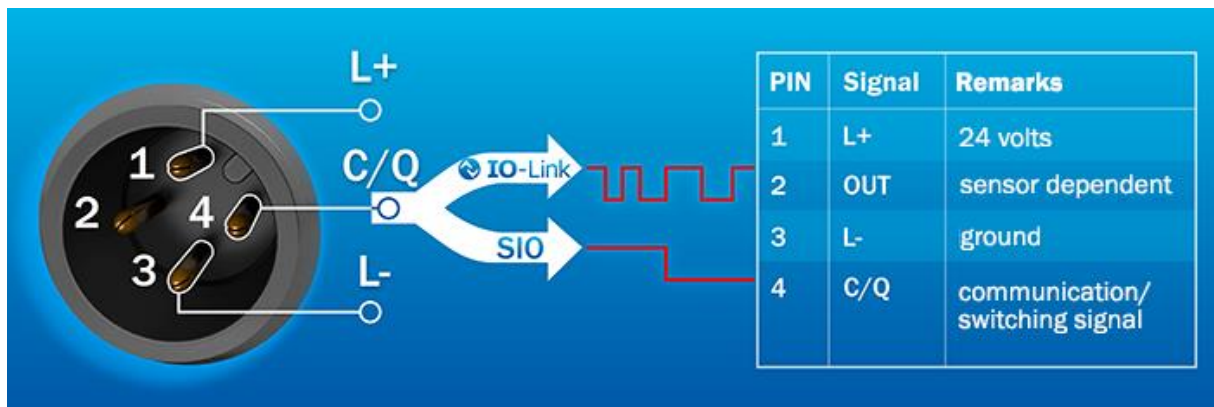 L+
1
C/Q
IO-Link
2
4
SIO
3
L-
PIN Signal Remarks
1 L+ 24 volts
2 OUT sensor dependent
3 L- ground
4 C/Q communication/
switching signal